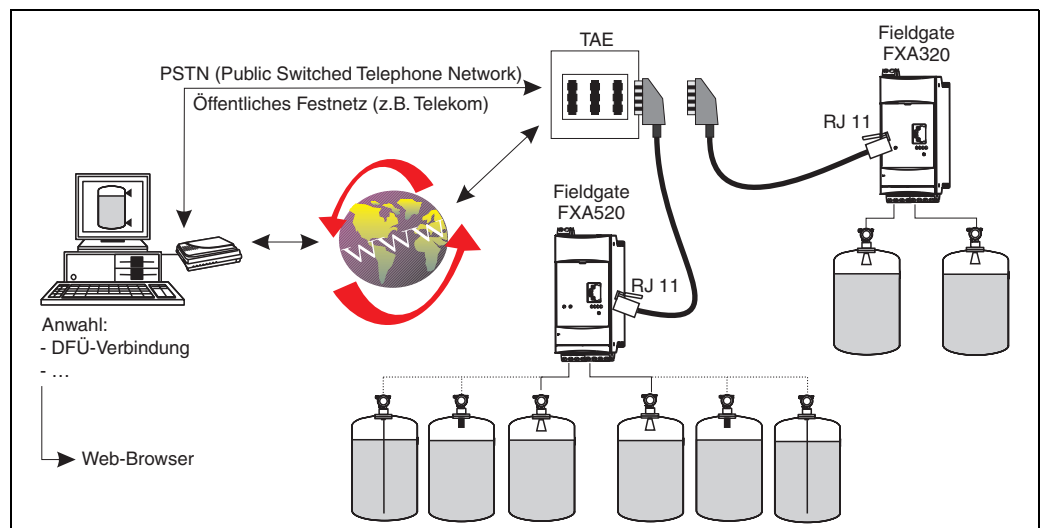 TAE
Fieldgate
FXA320
PSTN (Public Switched Telephone Network)
Öffentliches Festnetz (z.B. Telekom)
RJ 11
Fieldgate
FXA520
WWW
RJ 11
Anwahl:
- DFÜ-Verbindung
- ...
Web-Browser